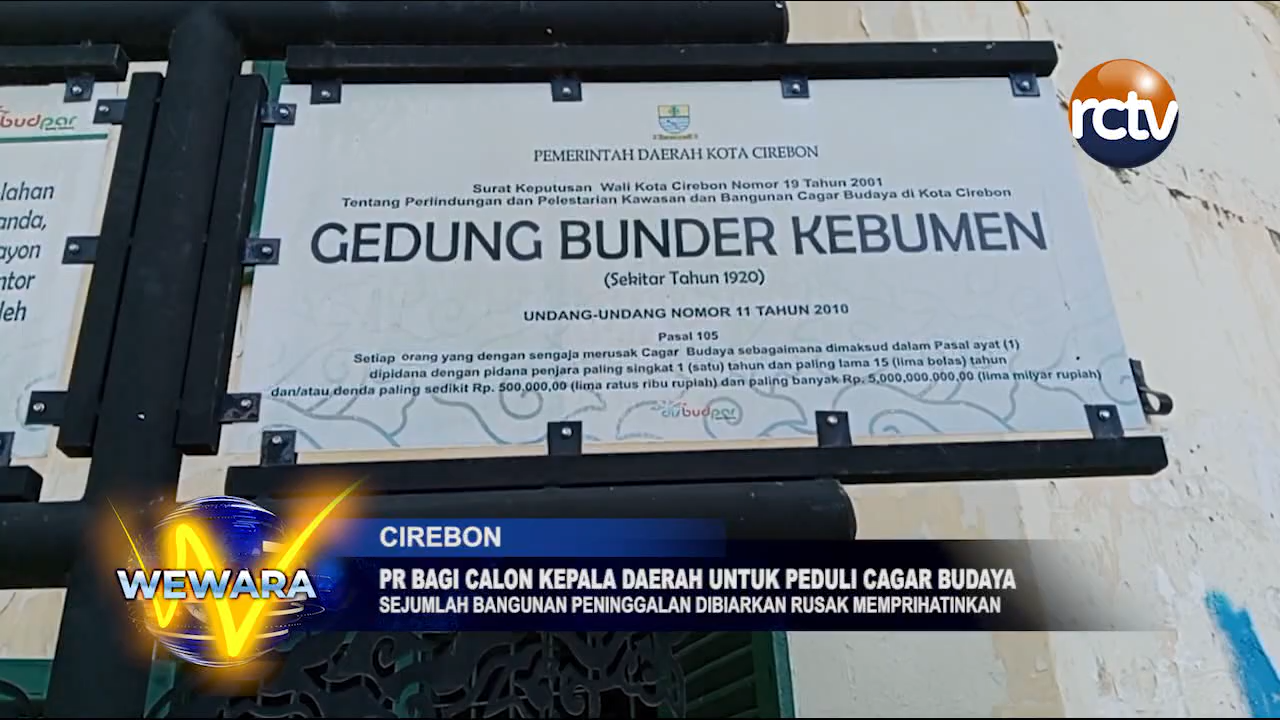 rctv
budpar
lahan
anda,
ayon
ntor
leh
PEMERINTAH DAERAH KOTA CIREBON
Surat Keputusan Wali Kota Cirebon Nomor 19 Tahun 2001
Tentang Perlindungan dan Pelestarian Kawasan dan Bangunan Cagar Budaya di Kota Cirebon
GEDUNG BUNDER KEBUMEN
(Sekitar Tahun 1920)
UNDANG-UNDANG NOMOR 11 TAHUN 2010
Pasal 105
Setiap orang yang dengan sengaja merusak Cagar Budaya sebagaimana dimaksud dalam Pasal ayat (1)
dipidana dengan pidana penjara paling singkat 1 (satu) tahun dan paling lama 15 (lima belas) tahun
dan/atau denda paling sedikit Rp. 500,000,00 (lima ratus ribu rupiah) dan paling banyak Rp. 5,000,000,000,00 (lima milyar rupiah)
disbudpar
WEWARA
CIREBON
PR BAGI CALON KEPALA DAERAH UNTUK PEDULI CAGAR BUDAYA
SEJUMLAH BANGUNAN PENINGGALAN DIBIARKAN RUSAK MEMPRIHATINKAN